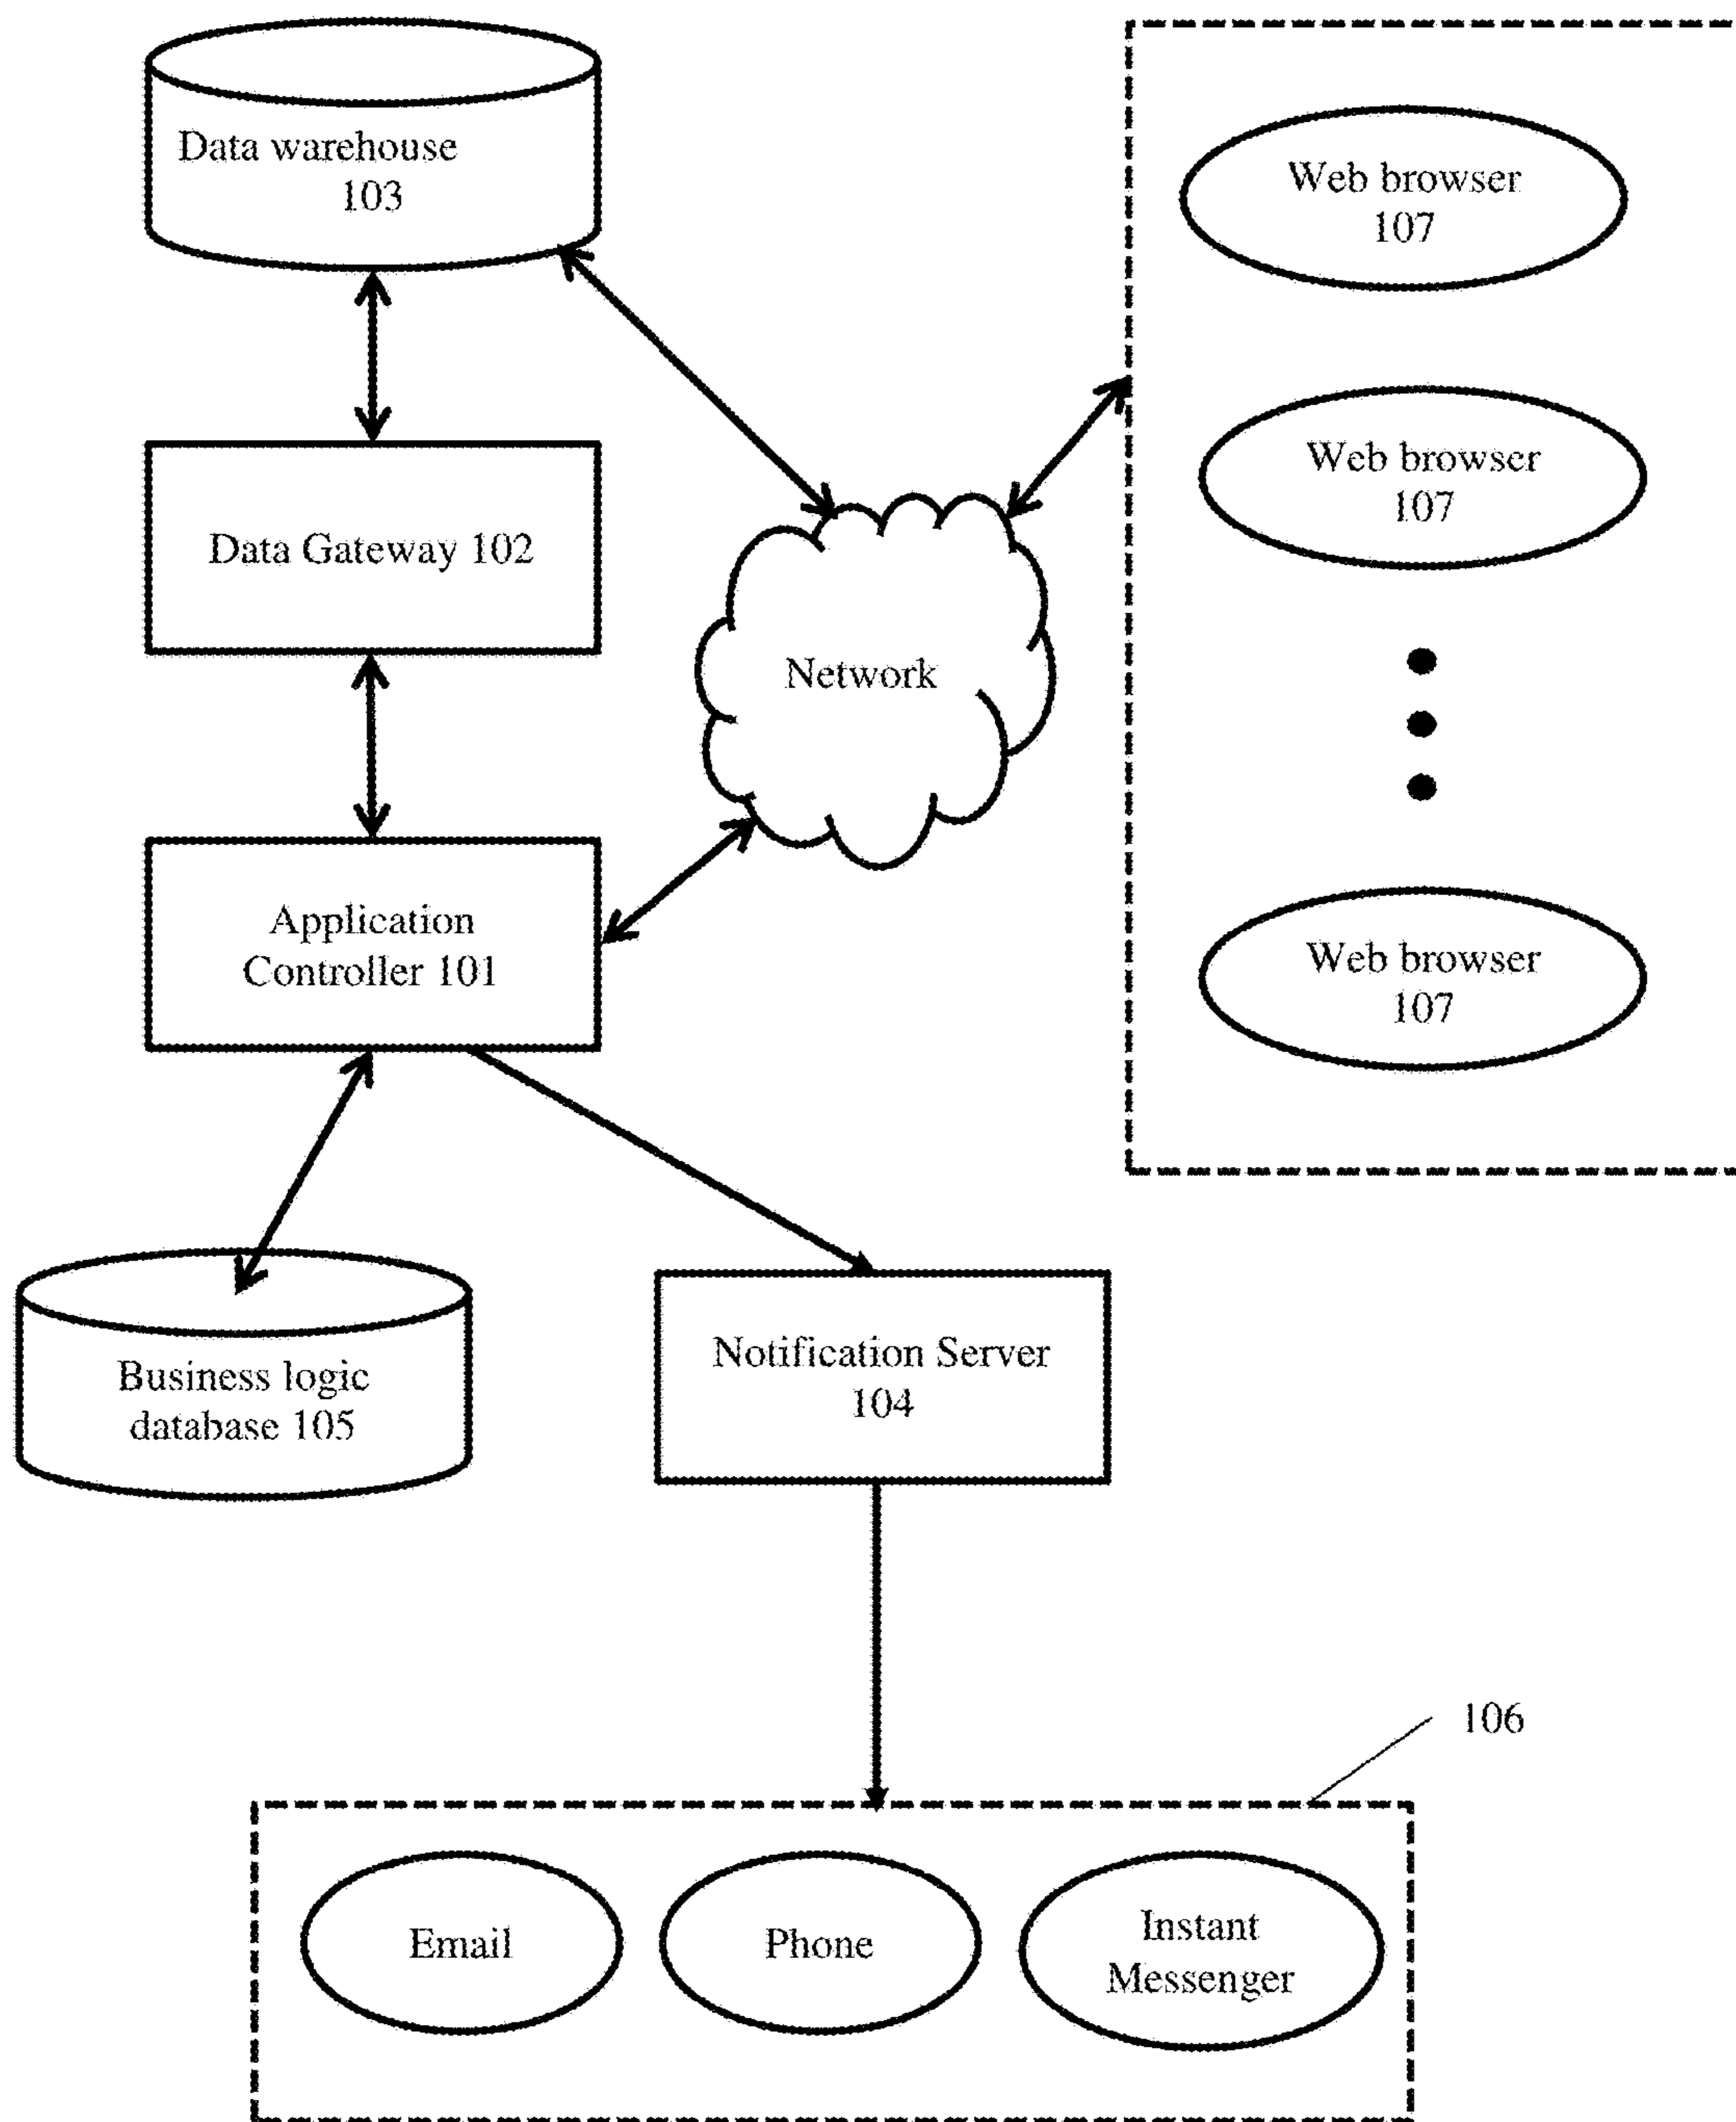 Data warehouse
103
Web browser
107
Data Gateway 102
Web browser
107
Network
Application
Controller 101
Web browser
107
Business logic
database 105
Notification Server
104
106
Email
Phone
Instant
Messenger